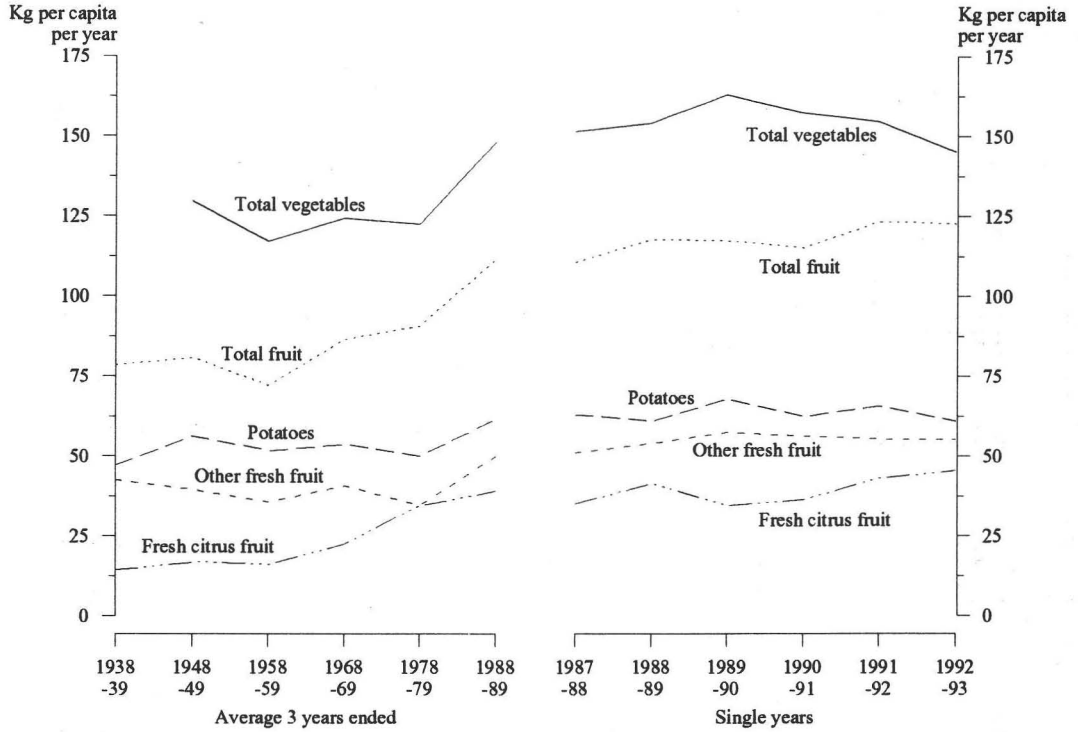 Kg per capita
per year
175
150
125
100
75
50
25
0
Total vegetables
Total fruit
Potatoes
Other fresh fruit
Fresh citrus fruit
1938
-39
1948
-49
1958
-59
1968
-69
1978
-79
1988
-89
Average 3 years ended
Kg per capita
per year
175
150
125
100
75
50
25
0
Total vegetables
Total fruit
Potatoes
Other fresh fruit
Fresh citrus fruit
1987
-88
1988
-89
1989
-90
1990
-91
1991
-92
1992
-93
Single years